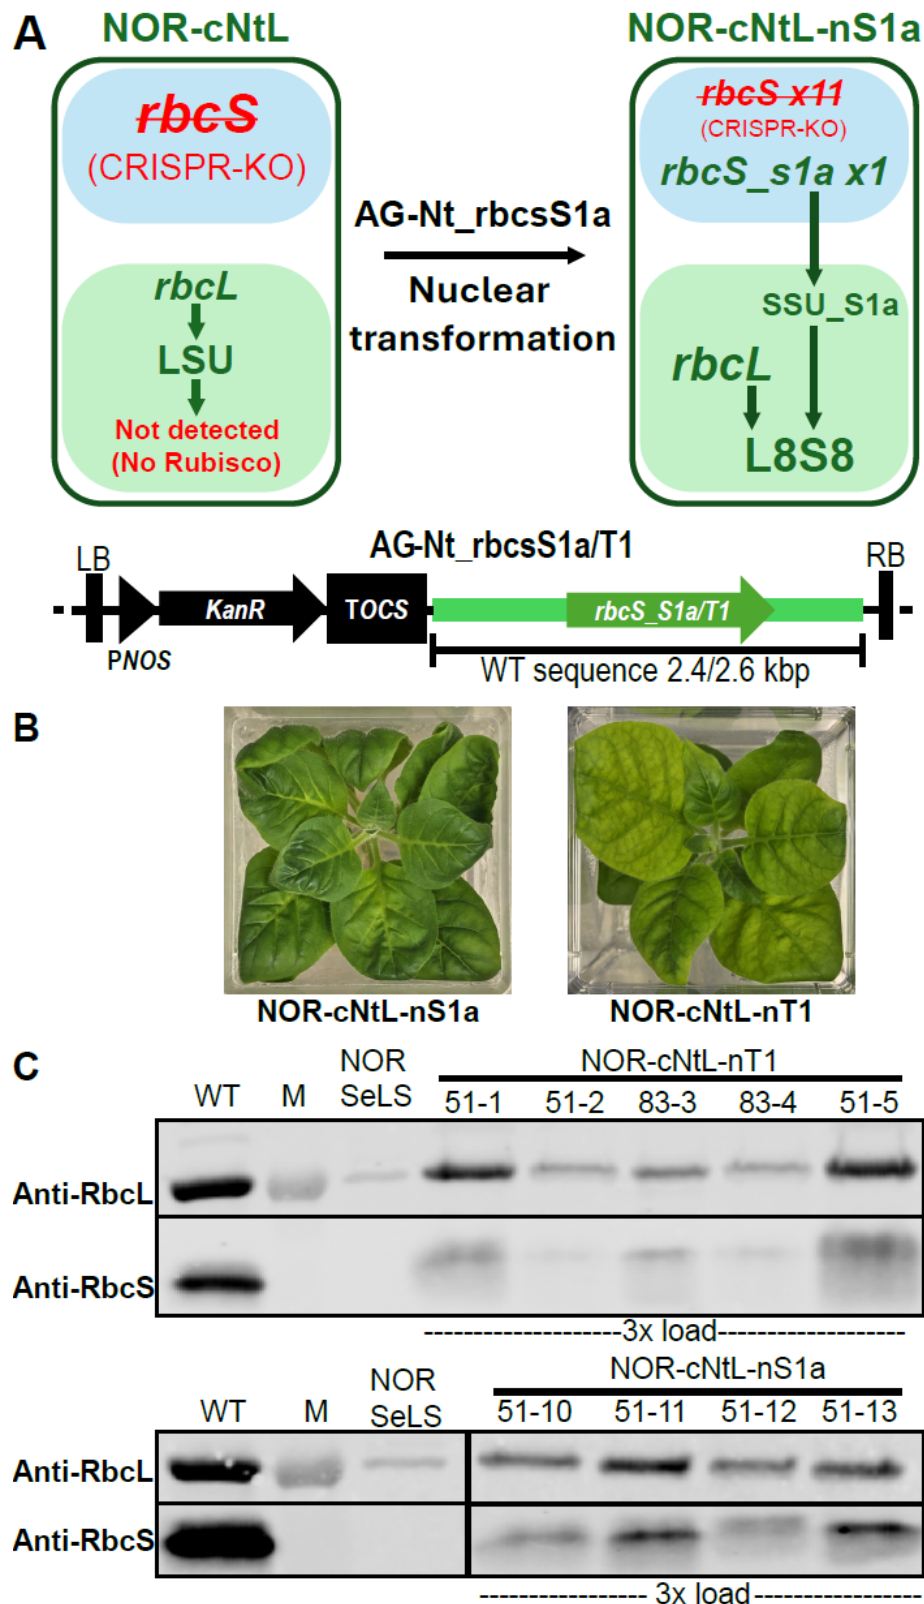 A
NOR-cNtL
NOR-cNtL-nS1a
rbcS
(CRISPR-KO)
rbcS x11
(CRISPR-KO)
rbcS_s1a x1
AG-Nt_rbcsS1a
Nuclear
transformation
rbcL
LSU
Not detected
(No Rubisco)
SSU_S1a
rbcL
L8S8
AG-Nt_rbcsS1a/T1
LB
RB
KanR
TOCS
rbcS_S1a/T1
PNOS
WT sequence 2.4/2.6 kbp
B
NOR-cNtL-nS1a
NOR-cNtL-nT1
C
WT
M
NOR
SeLS
NOR-cNtL-nT1
51-1 51-2 83-3 83-4 51-5
Anti-RbcL
Anti-RbcS
3x load
WT
M
NOR
SeLS
NOR-cNtL-nS1a
51-10 51-11 51-12 51-13
Anti-RbcL
Anti-RbcS
3x load